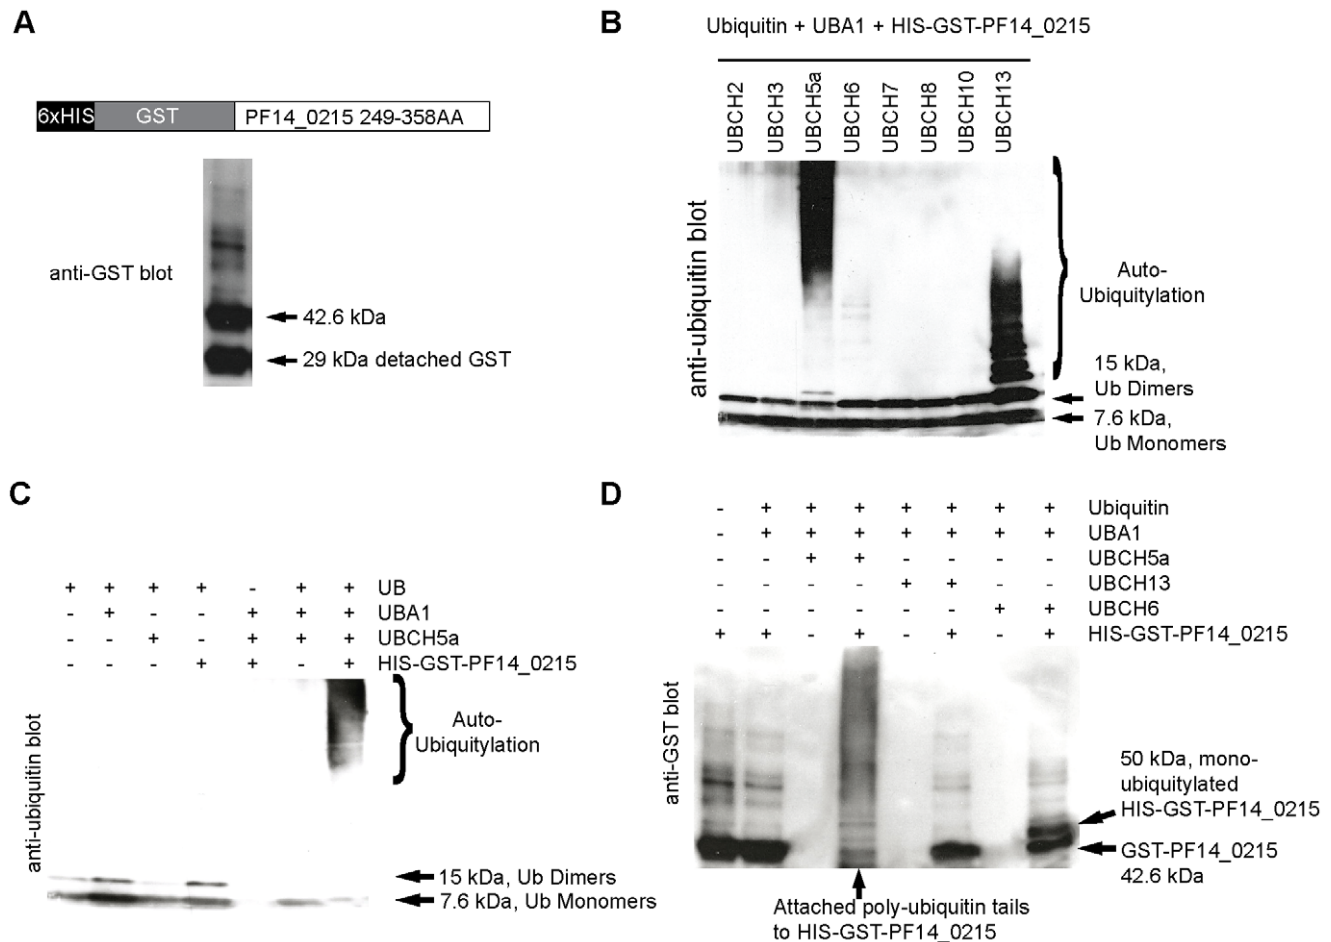 A
6xHIS GST PF14_0215 249-358AA
anti-GST blot
42.6 kDa
29 kDa detached GST
B
Ubiquitin + UBA1 + HIS-GST-PF14_0215
UBCH2 UBCH3 UBCH5a UBCH6 UBCH7 UBCH8 UBCH10 UBCH13
anti-ubiquitin blot
Auto-
Ubiquitylation
15 kDa,
Ub Dimers
7.6 kDa,
Ub Monomers
C
+ + + + - + + UB
- + - - + + + UBA1
- - + - + + + UBCH5a
- - - + + - + HIS-GST-PF14_0215
anti-ubiquitin blot
Auto-
Ubiquitylation
15 kDa, Ub Dimers
7.6 kDa, Ub Monomers
D
- + + + + + + + Ubiquitin
- + + + + + + + UBA1
- - + + - - - - UBCH5a
- - - - + + - - UBCH13
- - - - - - + + UBCH6
+ + - + - + - + HIS-GST-PF14_0215
anti-GST blot
50 kDa, mono-
ubiquitylated
HIS-GST-PF14_0215
GST-PF14_0215
42.6 kDa
Attached poly-ubiquitin tails
to HIS-GST-PF14_0215